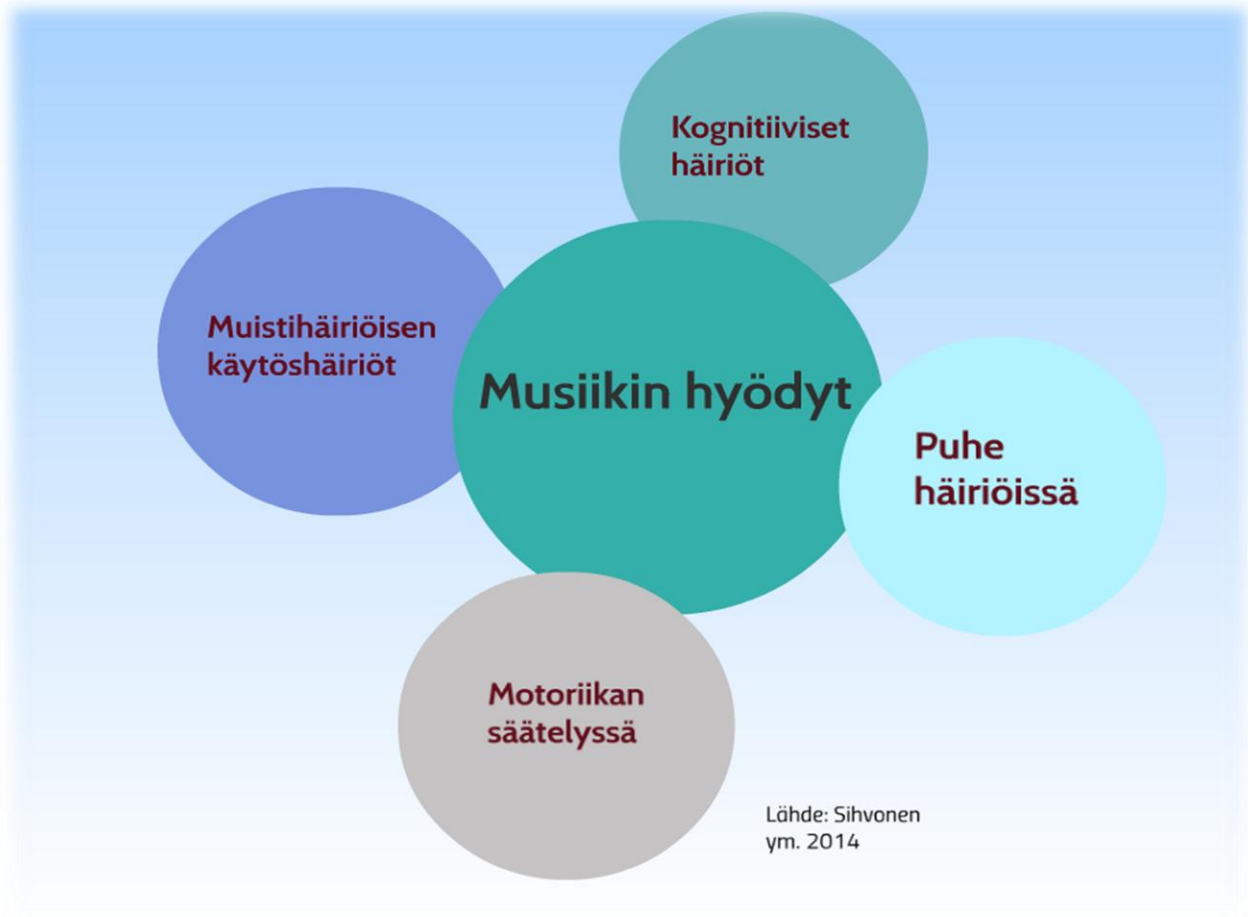 Kognitiiviset
häiriöt
Muistihäiriöisen
käytöshäiriöt
Musiikin hyödyt
Puhe
häiriöissä
Motoriikan
säätelyssä
Lähde: Sihvonen
ym. 2014